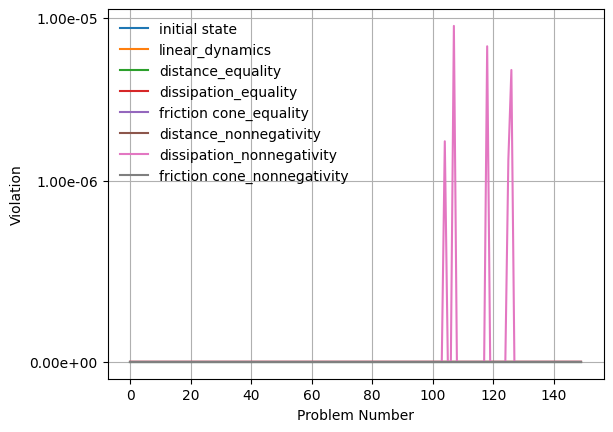 1.00e-05
1.00e-06
0.00e+00
Violation
initial state
linear_dynamics
distance_equality
dissipation_equality
friction cone_equality
distance_nonnegativity
dissipation_nonnegativity
friction cone_nonnegativity
0 20 40 60 80 100 120 140
Problem Number